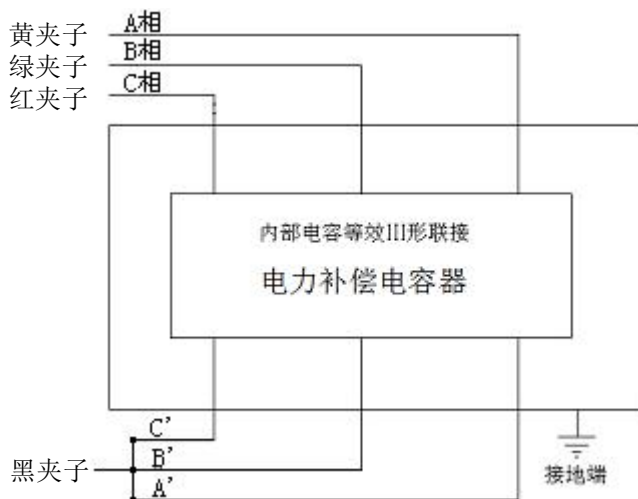 黄夹子 A相
绿夹子 B相
红夹子 C相
内部电容等效III形联接
电力补偿电容器
C'
黑夹子 B'
A'
接地端